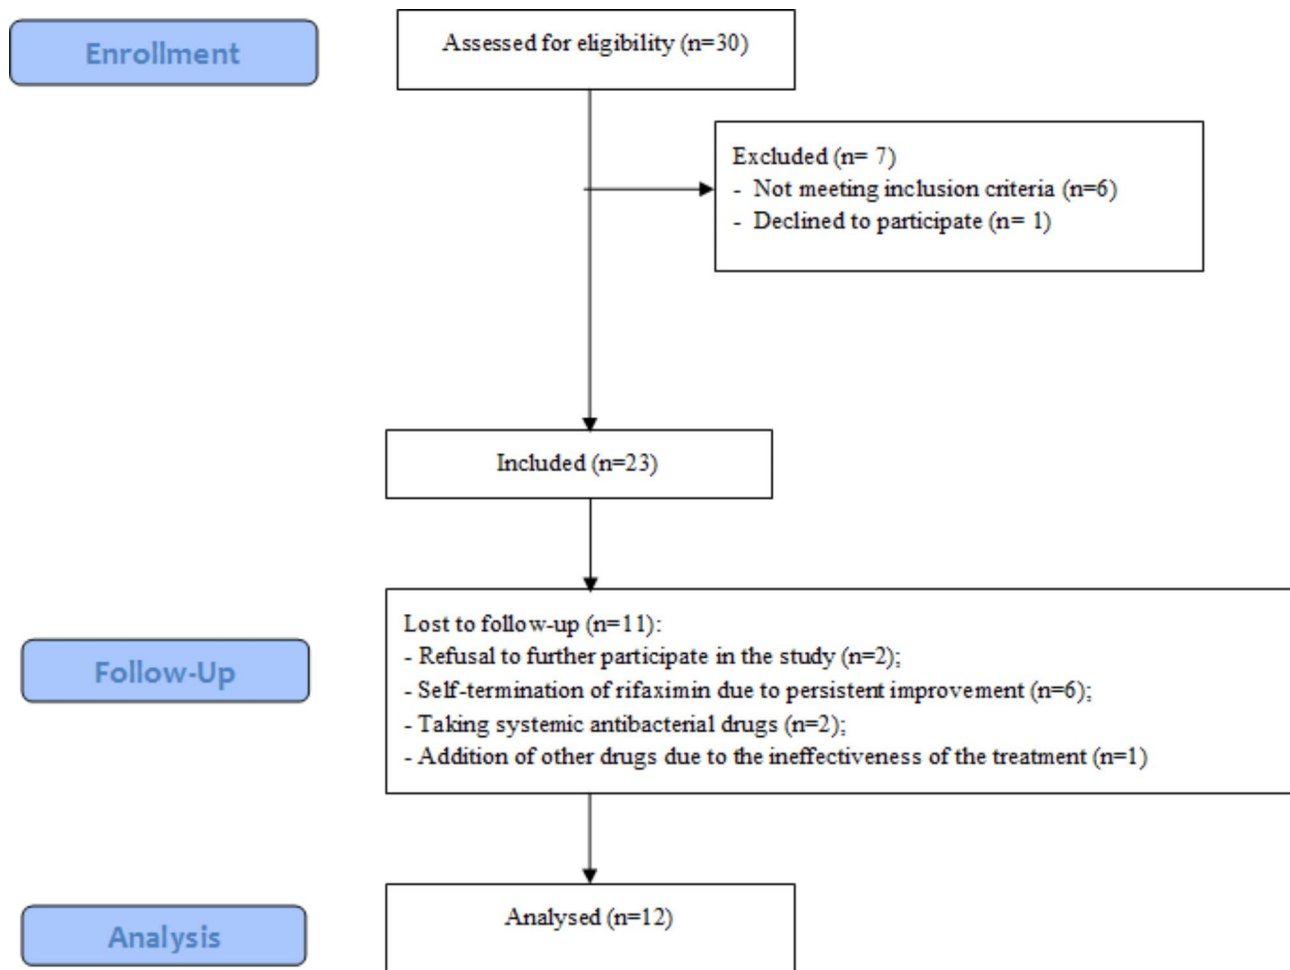 Enrollment
Assessed for eligibility (n=30)
Excluded (n= 7)
- Not meeting inclusion criteria (n=6)
- Declined to participate (n= 1)
Included (n=23)
Follow-Up
Lost to follow-up (n=11):
- Refusal to further participate in the study (n=2);
- Self-termination of rifaximin due to persistent improvement (n=6);
- Taking systemic antibacterial drugs (n=2);
- Addition of other drugs due to the ineffectiveness of the treatment (n=1)
Analysis
Analysed (n=12)